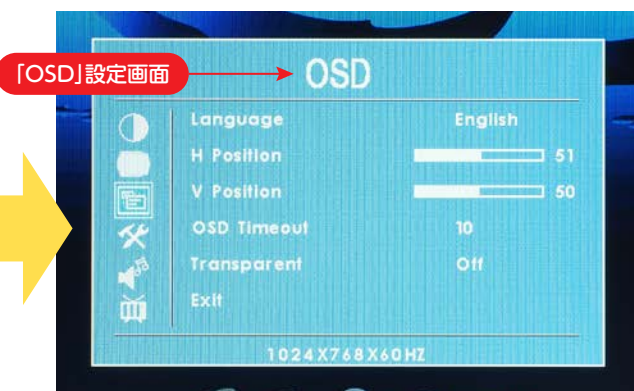 「OSD」設定画面
OSD
Language English
H Position 51
V Position 50
OSD Timeout 10
Transparent Off
Exit
1024X768X60HZ